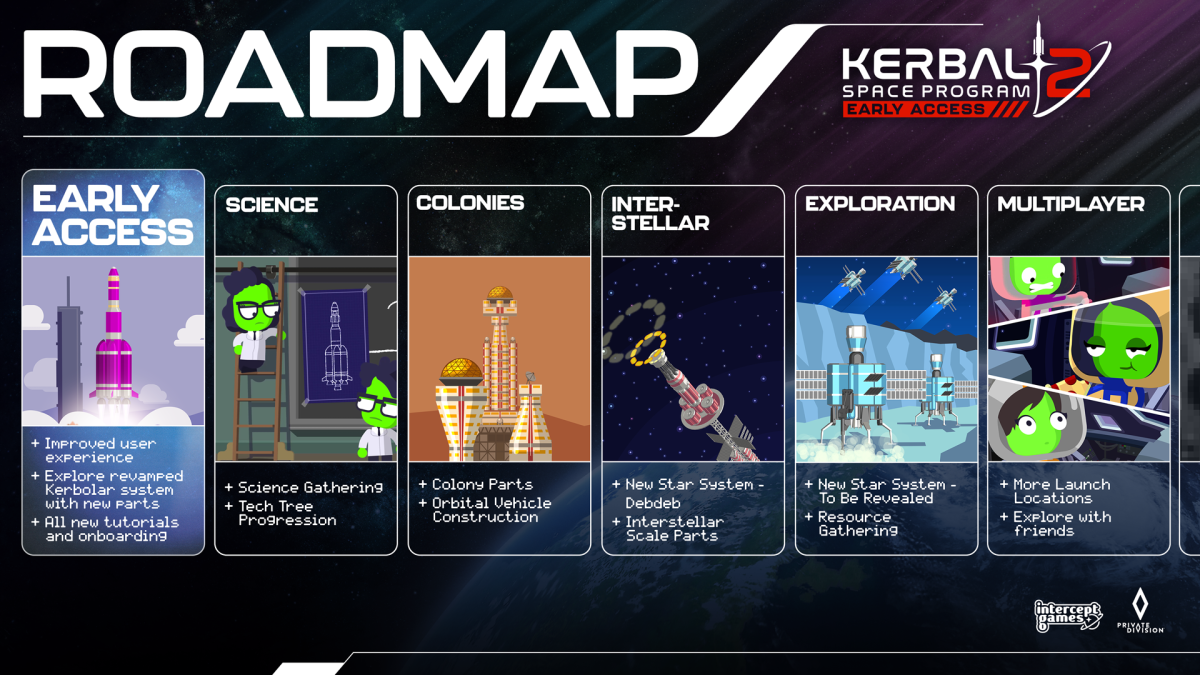 ROADMAP
KERBAL 2
SPACE PROGRAM
EARLY ACCESS
EARLY
ACCESS
+ Improved user
experience
+ Explore revamped
Kerbolar system
with new parts
+ All new tutorials
and onboarding
SCIENCE
+ Science Gathering
+ Tech Tree
Progression
COLONIES
+ Colony Parts
+ Orbital Vehicle
Construction
INTER-
STELLAR
+ New Star System -
Debdeb
+ Interstellar
Scale Parts
EXPLORATION
+ New Star System -
To Be Revealed
+ Resource
Gathering
MULTIPLAYER
+ More Launch
Locations
+ Explore with
friends
intercept
games
PRIVATE
DIVISION